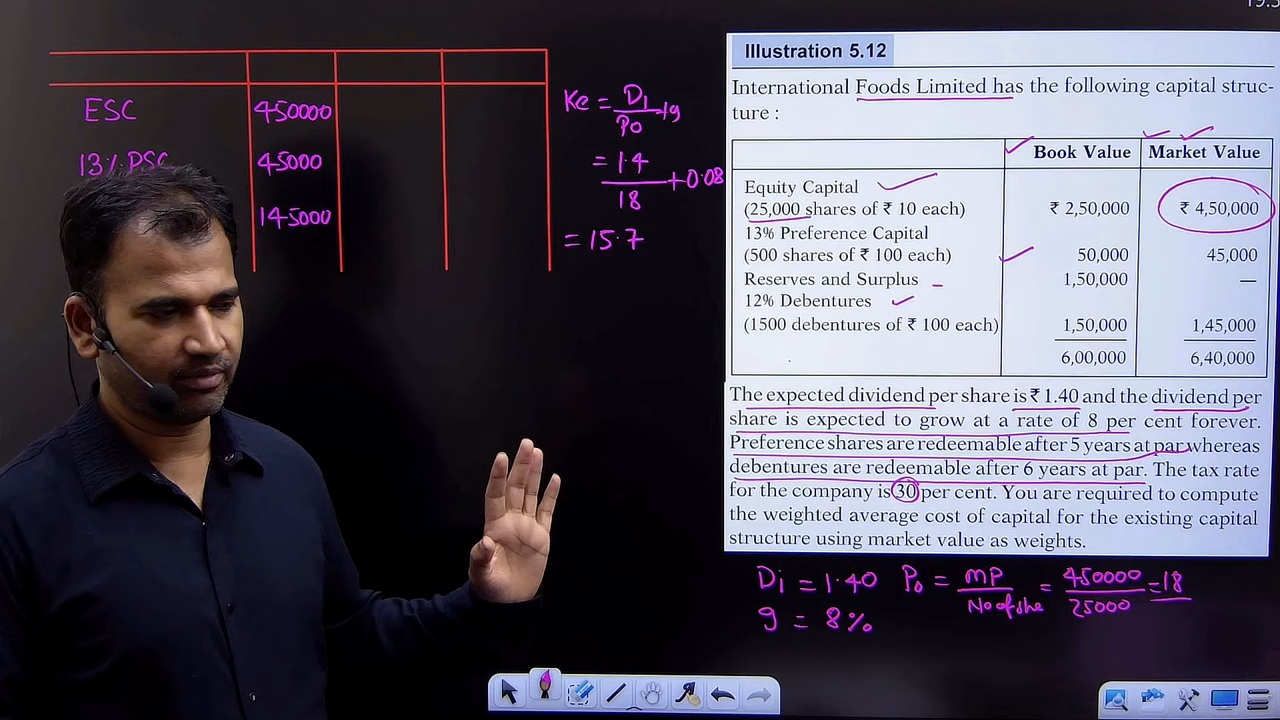 ESC 450000
13% PSC 45000
145000
Ke = D1/P0 + g
= 1.4/18 + 0.08
= 15.7
Illustration 5.12
International Foods Limited has the following capital struc-
ture :
Book Value Market Value
Equity Capital
(25,000 shares of ₹ 10 each) ₹ 2,50,000 ₹ 4,50,000
13% Preference Capital
(500 shares of ₹ 100 each) 50,000 45,000
Reserves and Surplus 1,50,000 —
12% Debentures
(1500 debentures of ₹ 100 each) 1,50,000 1,45,000
6,00,000 6,40,000
The expected dividend per share is ₹ 1.40 and the dividend per
share is expected to grow at a rate of 8 per cent forever.
Preference shares are redeemable after 5 years at par whereas
debentures are redeemable after 6 years at par. The tax rate
for the company is 30 per cent. You are required to compute
the weighted average cost of capital for the existing capital
structure using market value as weights.
D1 = 1.40 P0 = MP/No of she = 450000/25000 = 18
g = 8%